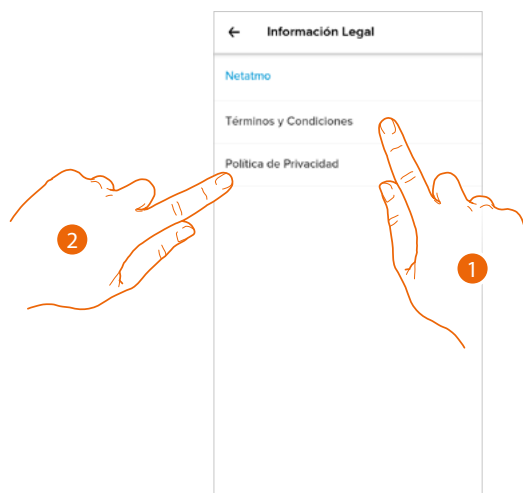 ← Información Legal
Netatmo
Términos y Condiciones
Política de Privacidad
2
1